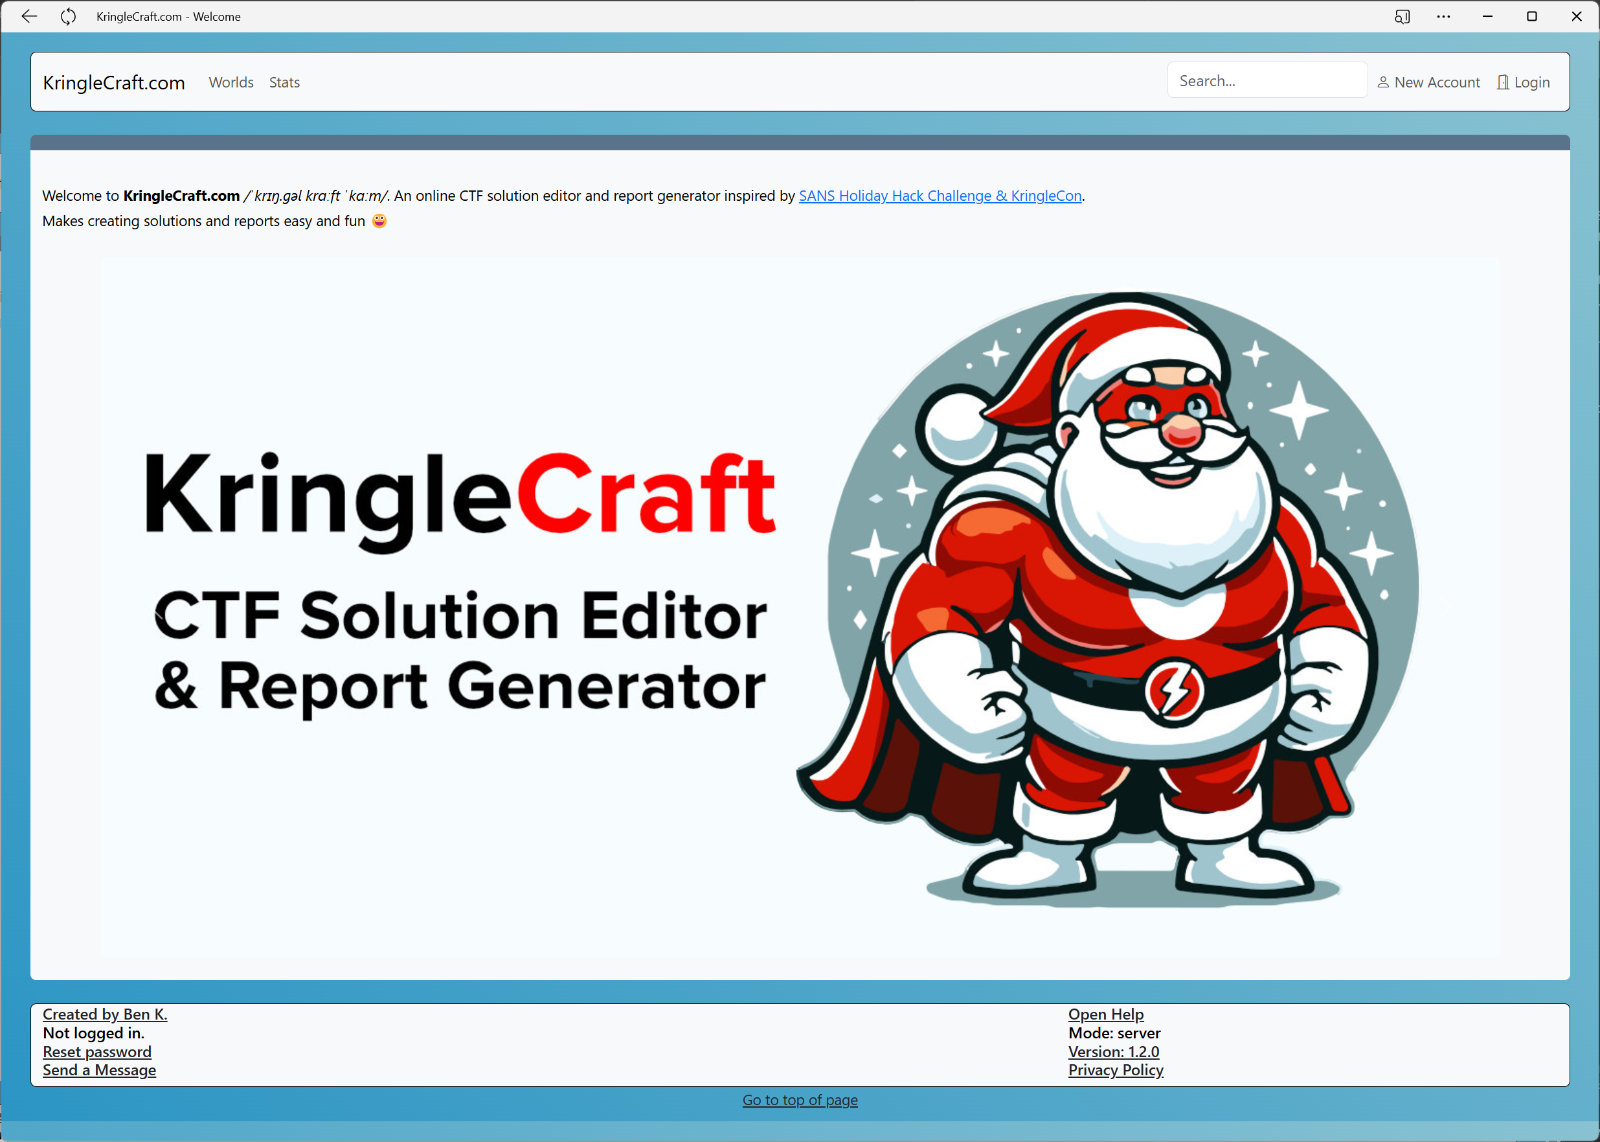 KringleCraft.com - Welcome
KringleCraft.com Worlds Stats Search... New Account Login
Welcome to KringleCraft.com /ˈkrɪŋ.ɡəl kraːft ˈkɑːm/. An online CTF solution editor and report generator inspired by SANS Holiday Hack Challenge & KringleCon.
Makes creating solutions and reports easy and fun 😀
KringleCraft
CTF Solution Editor
& Report Generator
Created by Ben K.
Not logged in.
Reset password
Send a Message
Open Help
Mode: server
Version: 1.2.0
Privacy Policy
Go to top of page